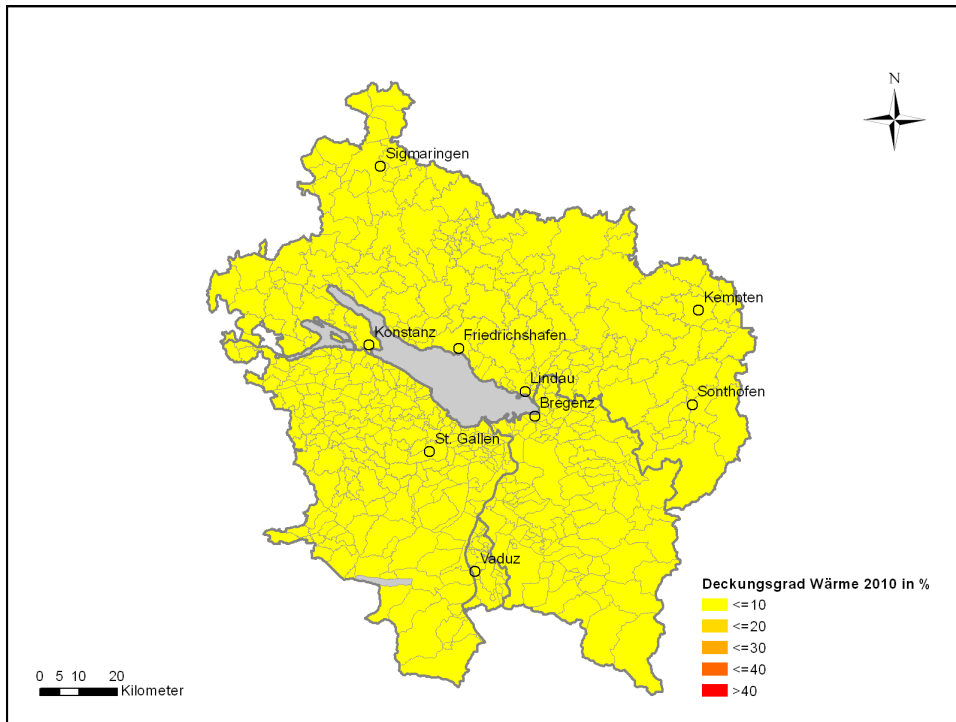 N
Sigmaringen
Kempten
Konstanz
Friedrichshafen
Lindau
Sonthofen
Bregenz
St. Gallen
Vaduz
Deckungsgrad Wärme 2010 in %
<=10
<=20
<=30
<=40
>40
0 5 10 20
Kilometer